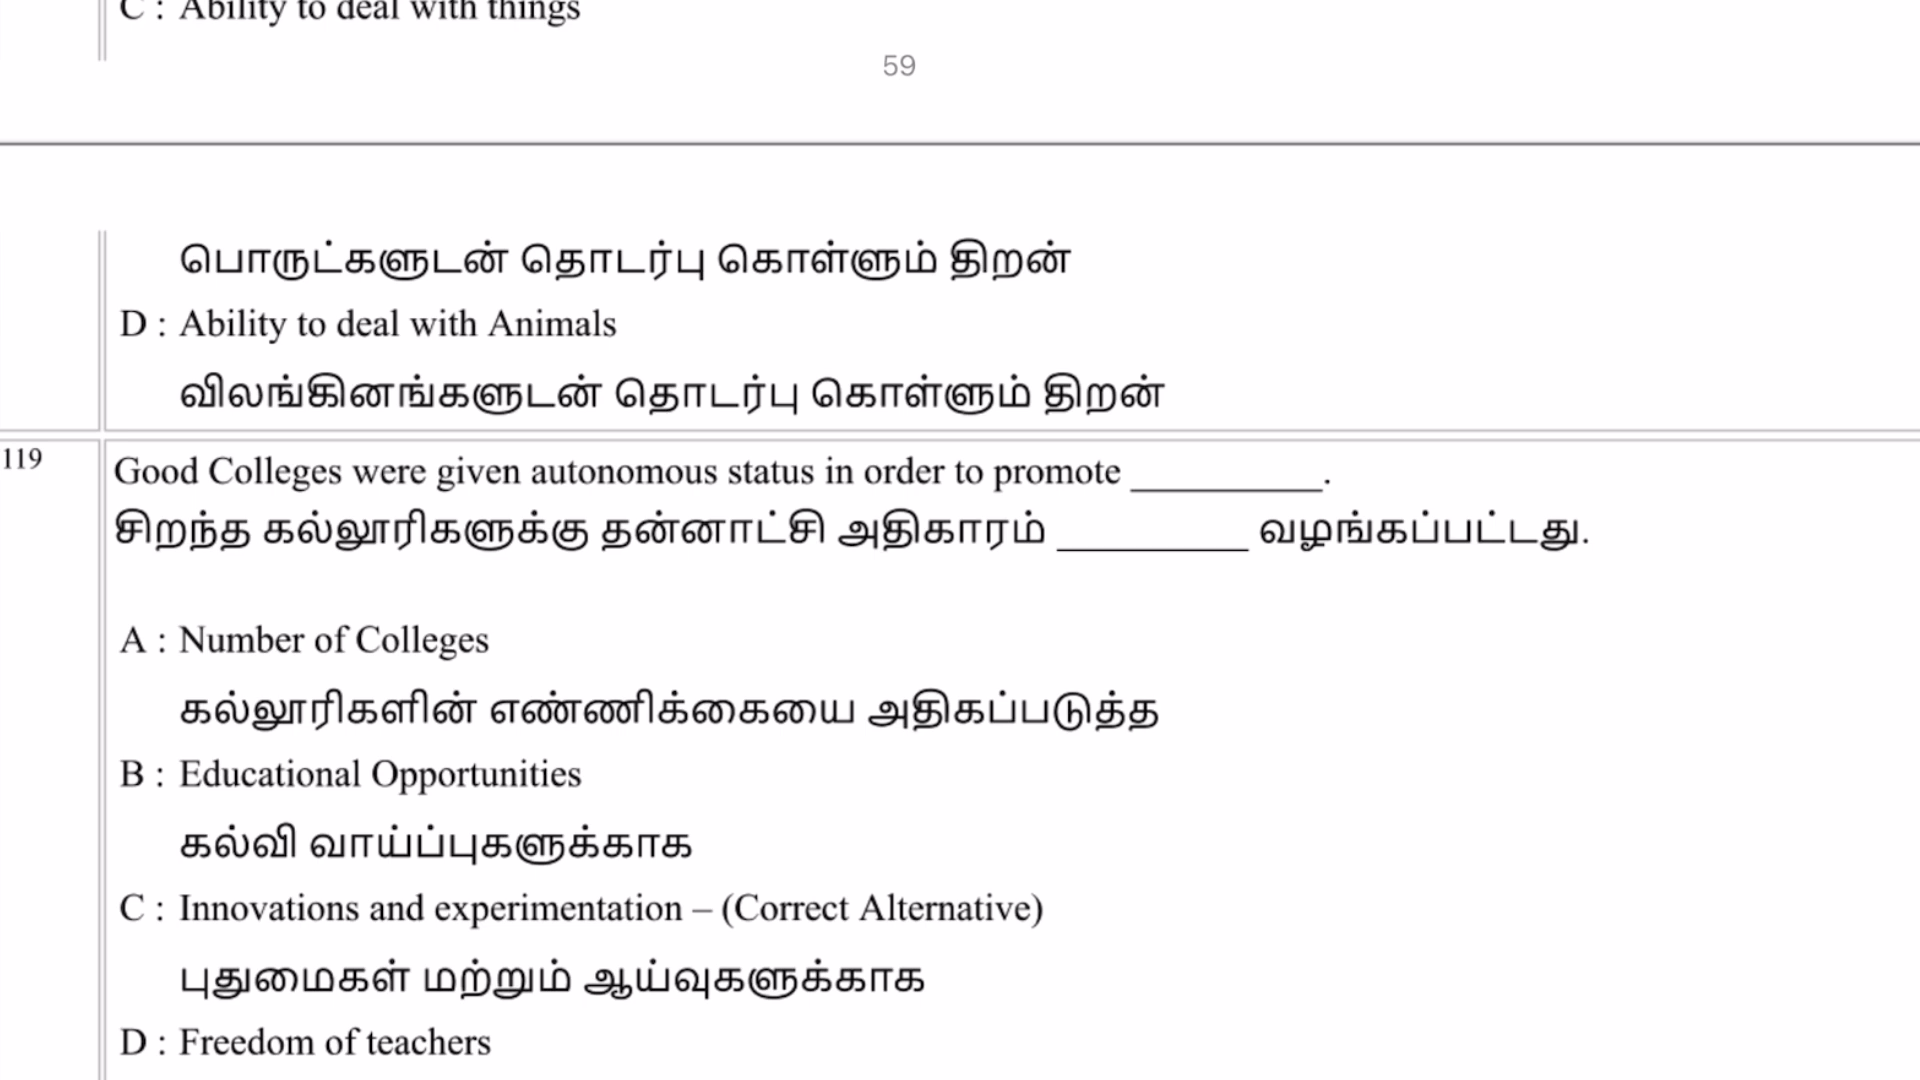 C : Ability to deal with things
59
பொருட்களுடன் தொடர்பு கொள்ளும் திறன்
D : Ability to deal with Animals
விலங்கினங்களுடன் தொடர்பு கொள்ளும் திறன்
119
Good Colleges were given autonomous status in order to promote __________.
சிறந்த கல்லூரிகளுக்கு தன்னாட்சி அதிகாரம் __________ வழங்கப்பட்டது.
A : Number of Colleges
கல்லூரிகளின் எண்ணிக்கையை அதிகப்படுத்த
B : Educational Opportunities
கல்வி வாய்ப்புகளுக்காக
C : Innovations and experimentation – (Correct Alternative)
புதுமைகள் மற்றும் ஆய்வுகளுக்காக
D : Freedom of teachers